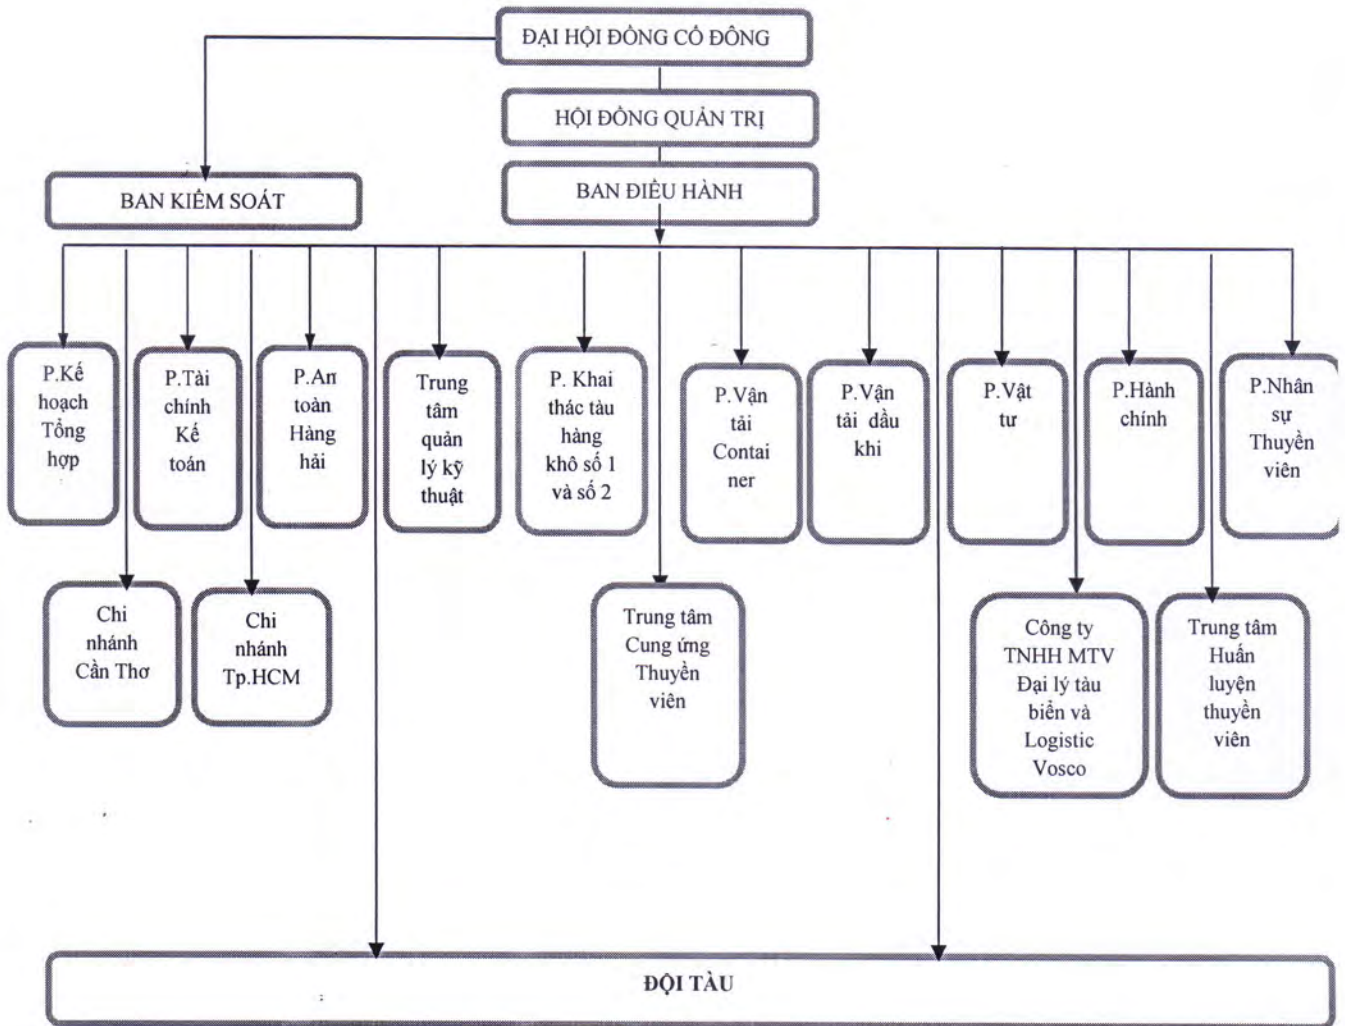 ĐẠI HỘI ĐỒNG CỔ ĐÔNG
HỘI ĐỒNG QUẢN TRỊ
BAN KIỂM SOÁT
BAN ĐIỀU HÀNH
P.Kế
hoạch
Tổng
hợp
P.Tài
chính
Kế
toán
P.An
toàn
Hàng
hải
Trung
tâm
quản
lý kỹ
thuật
P. Khai
thác tàu
hàng
khô số 1
và số 2
P.Vận
tải
Contai
ner
P.Vận
tải dầu
khi
P.Vật
tư
P.Hành
chính
P.Nhân
sự
Thuyền
viên
Chi
nhánh
Cần Thơ
Chi
nhánh
Tp.HCM
Trung tâm
Cung ứng
Thuyền
viên
Công ty
TNHH MTV
Đại lý tàu
biển và
Logistic
Vosco
Trung tâm
Huấn
luyện
thuyền
viên
ĐỘI TÀU